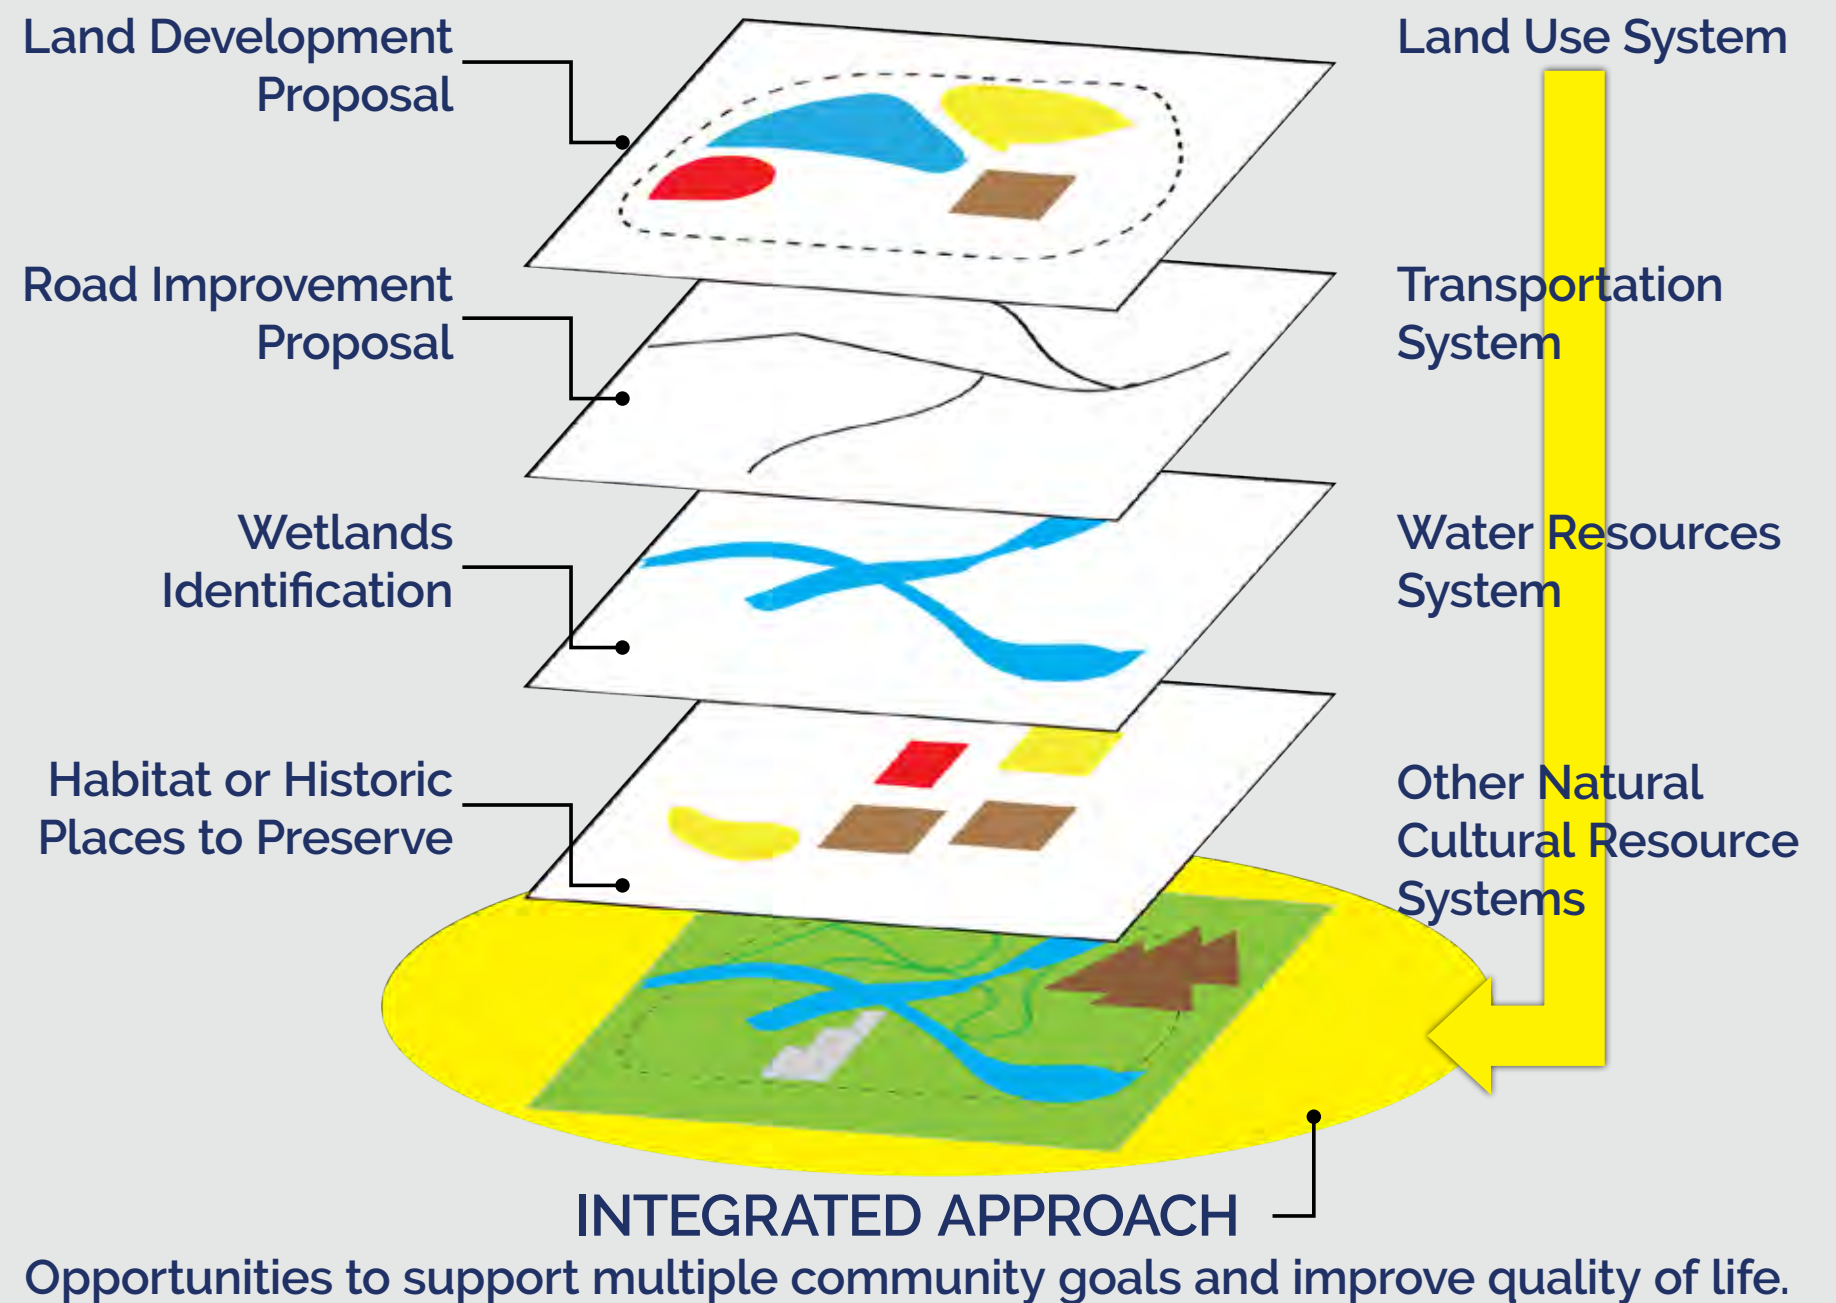 Land Development
Proposal
Land Use System
Road Improvement
Proposal
Transportation
System
Wetlands
Identification
Water Resources
System
Habitat or Historic
Places to Preserve
Other Natural
Cultural Resource
Systems
INTEGRATED APPROACH
Opportunities to support multiple community goals and improve quality of life.